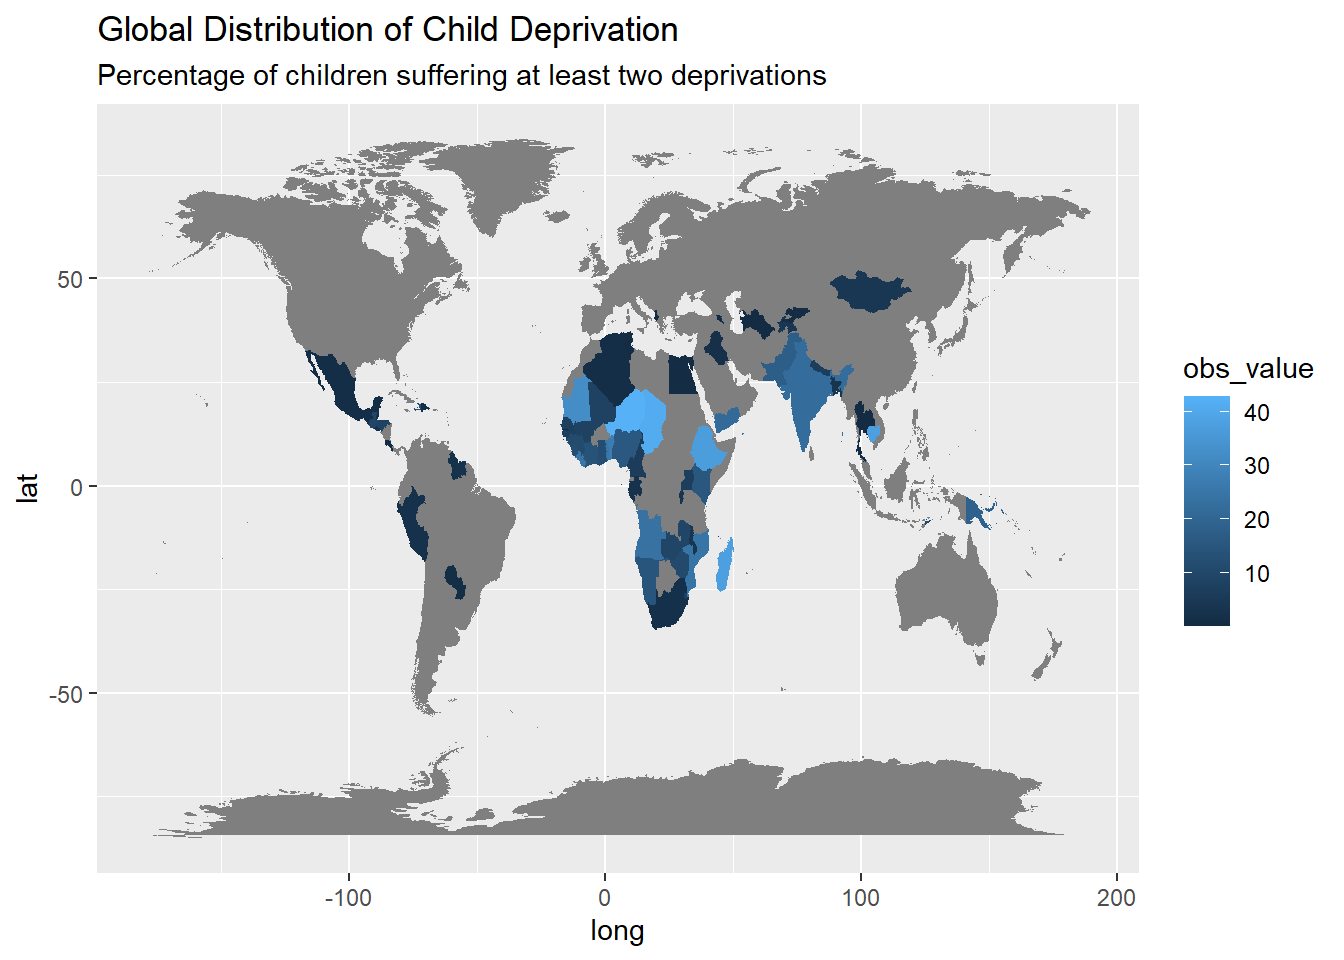 Global Distribution of Child Deprivation
Percentage of children suffering at least two deprivations
lat
50
0
-50
-100
0
100
200
long
obs_value
40
30
20
10